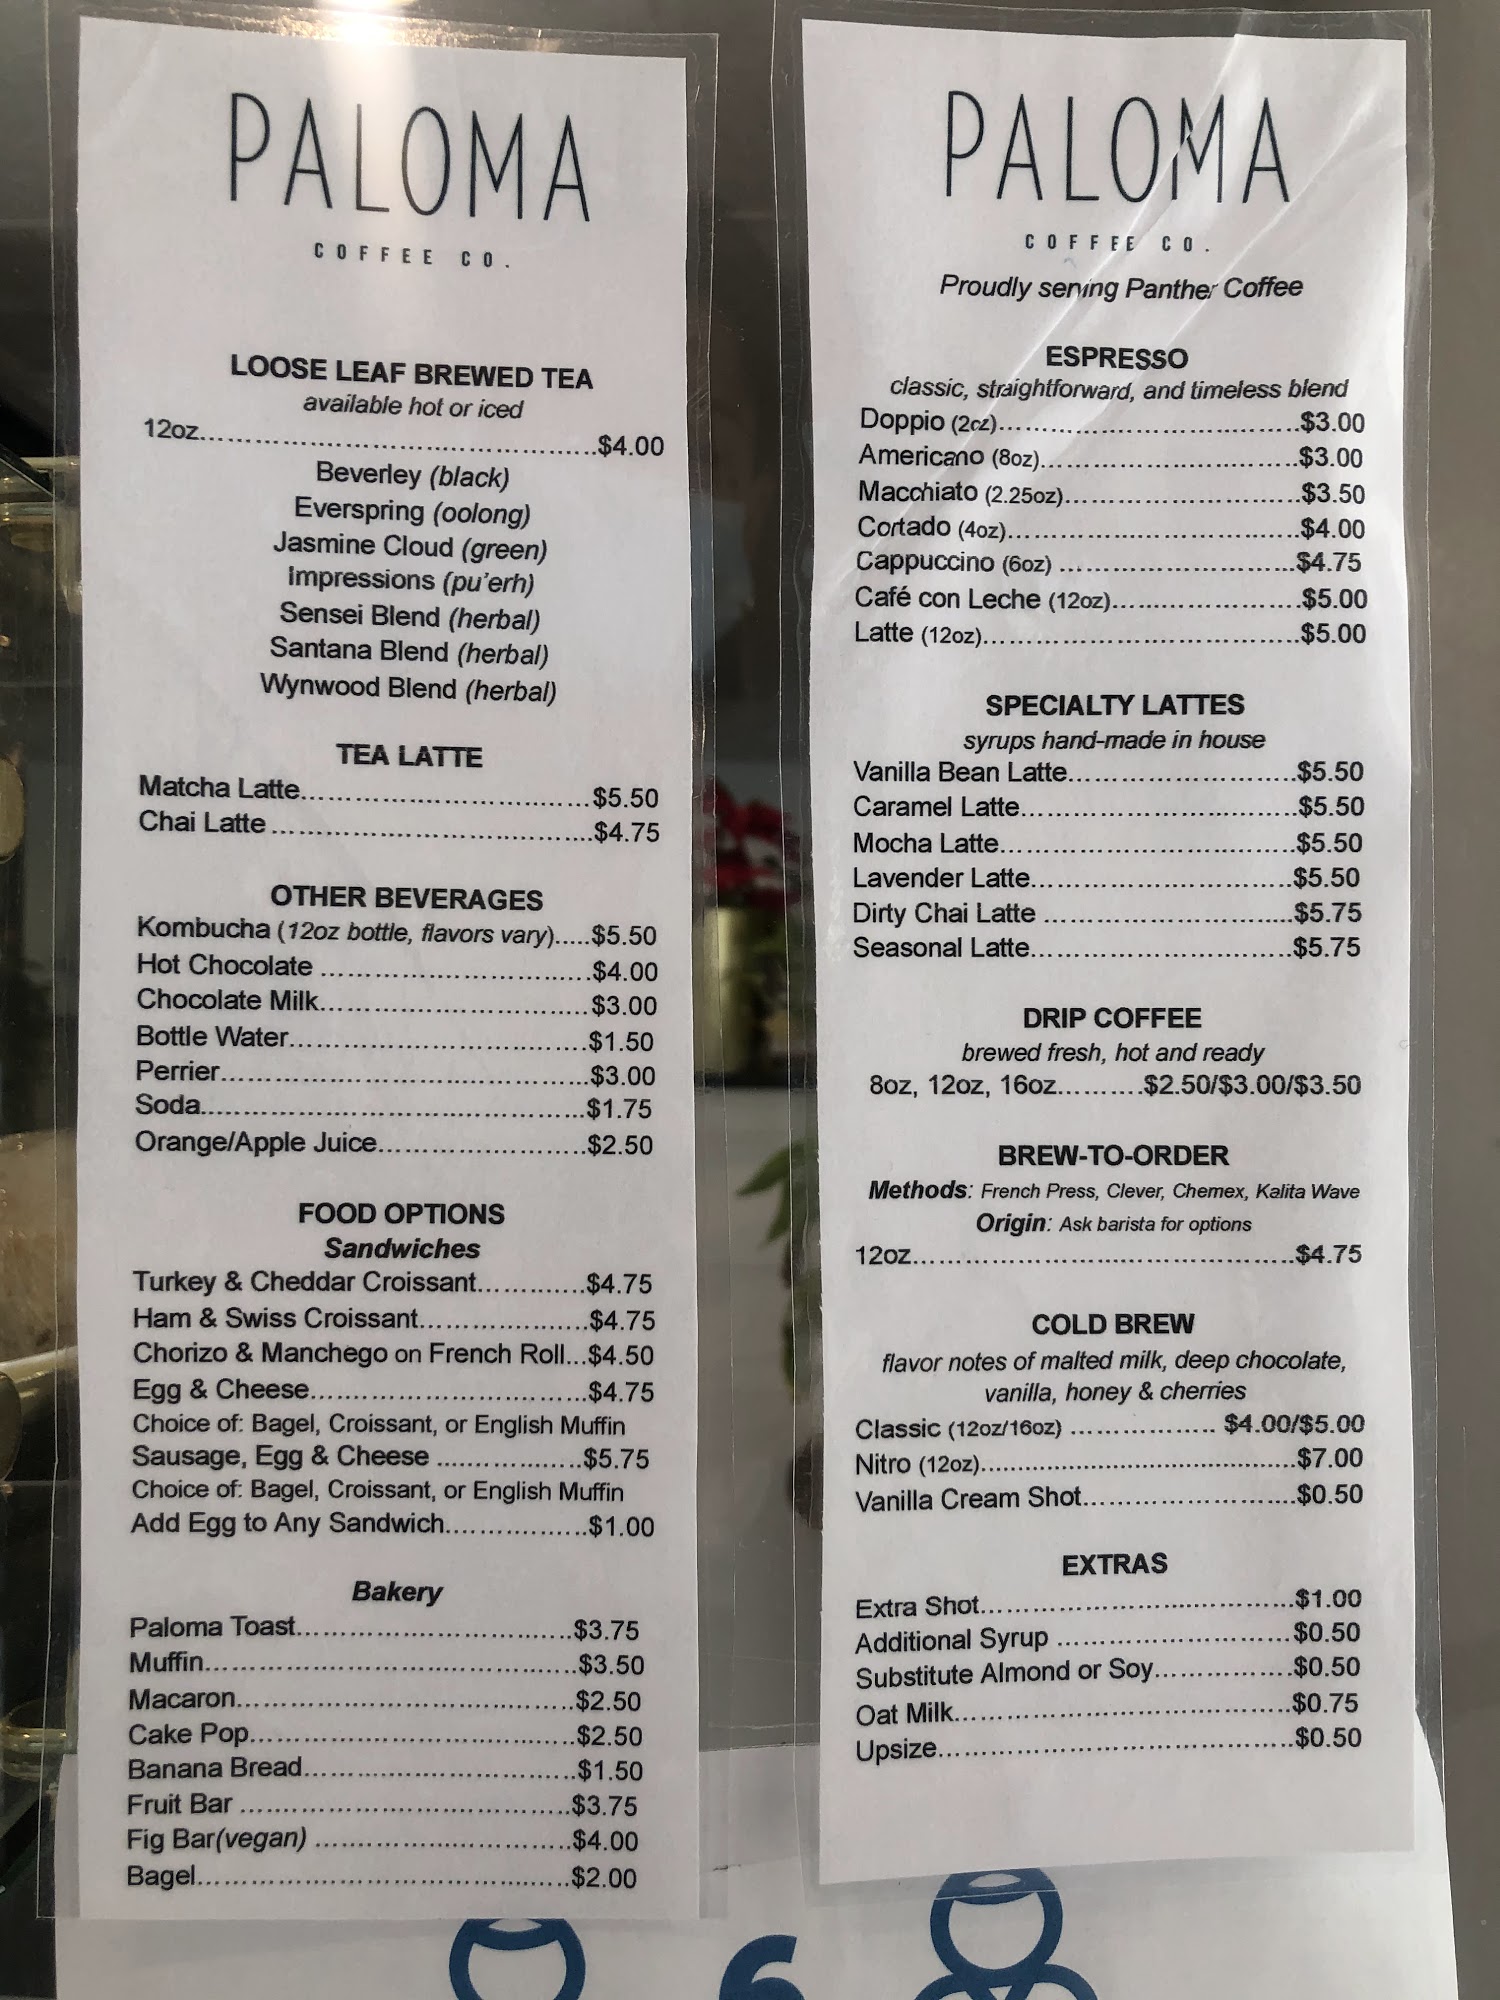 PALOMA
COFFEE CO.
LOOSE LEAF BREWED TEA
available hot or iced
12oz.......................................$4.00
Beverley (black)
Everspring (oolong)
Jasmine Cloud (green)
Impressions (pu'erh)
Sensei Blend (herbal)
Santana Blend (herbal)
Wynwood Blend (herbal)
TEA LATTE
Matcha Latte................................$5.50
Chai Latte ...................................$4.75
OTHER BEVERAGES
Kombucha (12oz bottle, flavors vary).....$5.50
Hot Chocolate ..............................$4.00
Chocolate Milk..............................$3.00
Bottle Water.................................$1.50
Perrier.........................................$3.00
Soda...........................................$1.75
Orange/Apple Juice.......................$2.50
FOOD OPTIONS
Sandwiches
Turkey & Cheddar Croissant............$4.75
Ham & Swiss Croissant...................$4.75
Chorizo & Manchego on French Roll...$4.50
Egg & Cheese...............................$4.75
Choice of: Bagel, Croissant, or English Muffin
Sausage, Egg & Cheese ................$5.75
Choice of: Bagel, Croissant, or English Muffin
Add Egg to Any Sandwich................$1.00
Bakery
Paloma Toast...............................$3.75
Muffin..........................................$3.50
Macaron......................................$2.50
Cake Pop....................................$2.50
Banana Bread..............................$1.50
Fruit Bar .....................................$3.75
Fig Bar(vegan) .............................$4.00
Bagel..........................................$2.00
PALOMA
COFFEE CO.
Proudly serving Panther Coffee
ESPRESSO
classic, straightforward, and timeless blend
Doppio (2oz)..................................$3.00
Americano (8oz).............................$3.00
Macchiato (2.25oz)..........................$3.50
Cortado (4oz).................................$4.00
Cappuccino (6oz) ..........................$4.75
Café con Leche (12oz).....................$5.00
Latte (12oz)...................................$5.00
SPECIALTY LATTES
syrups hand-made in house
Vanilla Bean Latte.........................$5.50
Caramel Latte...............................$5.50
Mocha Latte.................................$5.50
Lavender Latte.............................$5.50
Dirty Chai Latte ............................$5.75
Seasonal Latte.............................$5.75
DRIP COFFEE
brewed fresh, hot and ready
8oz, 12oz, 16oz..........$2.50/$3.00/$3.50
BREW-TO-ORDER
Methods: French Press, Clever, Chemex, Kalita Wave
Origin: Ask barista for options
12oz...........................................$4.75
COLD BREW
flavor notes of malted milk, deep chocolate,
vanilla, honey & cherries
Classic (12oz/16oz) ................ $4.00/$5.00
Nitro (12oz)...................................$7.00
Vanilla Cream Shot.......................$0.50
EXTRAS
Extra Shot...................................$1.00
Additional Syrup ..........................$0.50
Substitute Almond or Soy...............$0.50
Oat Milk......................................$0.75
Upsize........................................$0.50
6